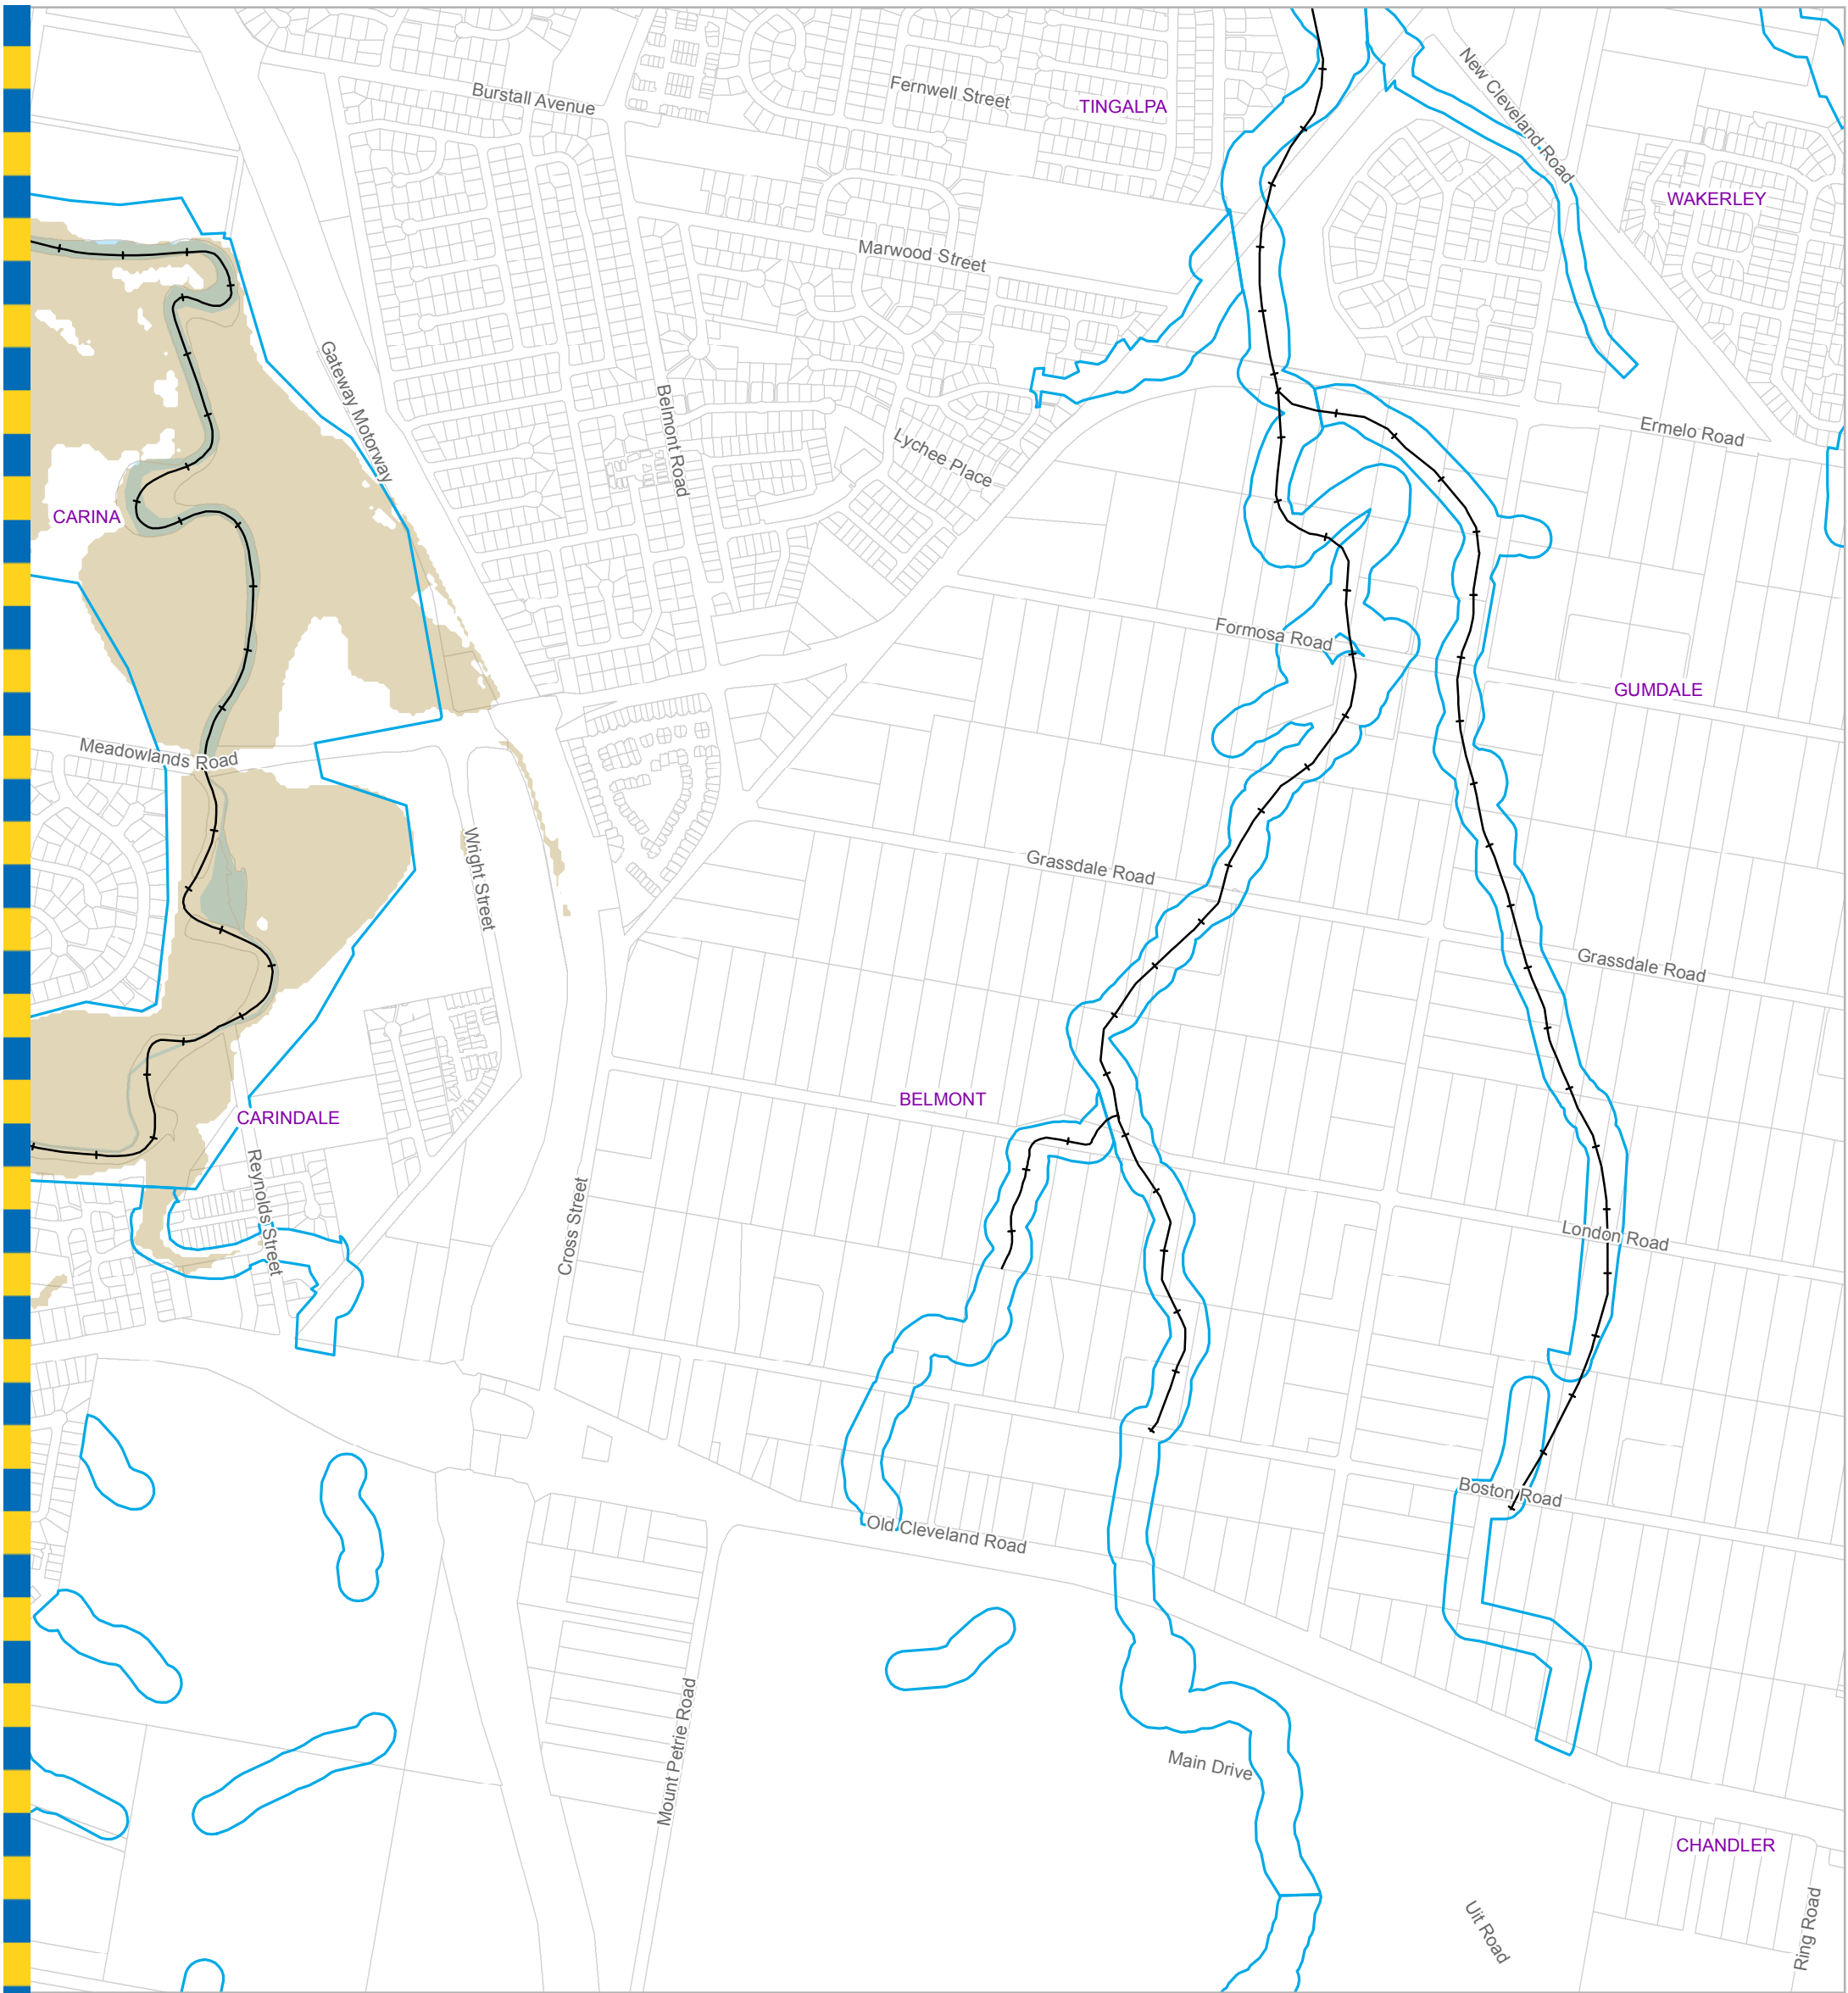 Burstall Avenue
Fernwell Street
TINGALPA
New Cleveland Road
WAKERLEY
Marwood Street
Gateway Motorway
Belmont Road
Lychee Place
Ermelo Road
CARINA
Formosa Road
GUMDALE
Meadowlands Road
Wright Street
Grassdale Road
Grassdale Road
BELMONT
CARINDALE
Reynolds Street
Cross Street
London Road
Boston Road
Old Cleveland Road
Mount Petrie Road
Main Drive
CHANDLER
Uit Road
Ring Road